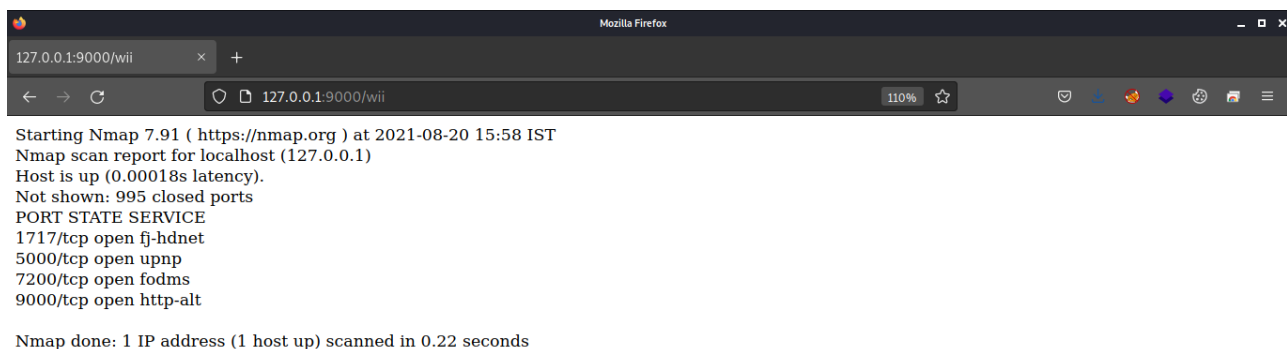 Mozilla Firefox
127.0.0.1:9000/wii
127.0.0.1:9000/wii
110%
Starting Nmap 7.91 ( https://nmap.org ) at 2021-08-20 15:58 IST
Nmap scan report for localhost (127.0.0.1)
Host is up (0.00018s latency).
Not shown: 995 closed ports
PORT STATE SERVICE
1717/tcp open fj-hdnet
5000/tcp open upnp
7200/tcp open fodms
9000/tcp open http-alt
Nmap done: 1 IP address (1 host up) scanned in 0.22 seconds